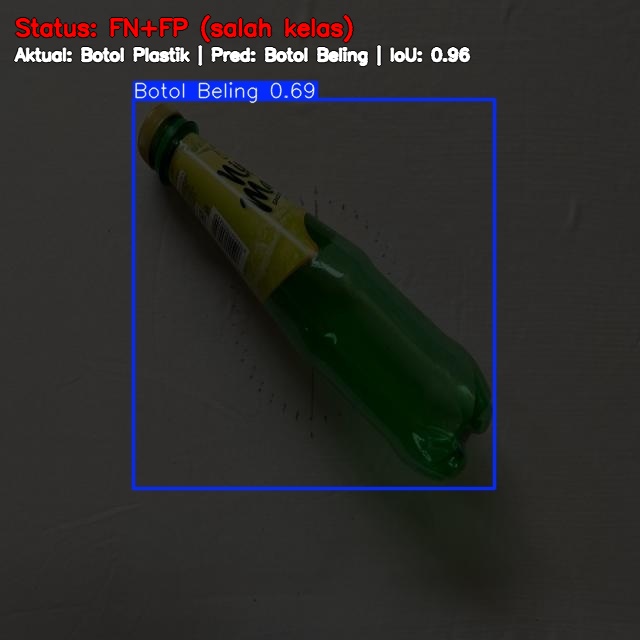 Status: FN+FP (salah kelas)
Aktual: Botol Plastik | Pred: Botol Beling | IoU: 0.96
Botol Beling 0.69